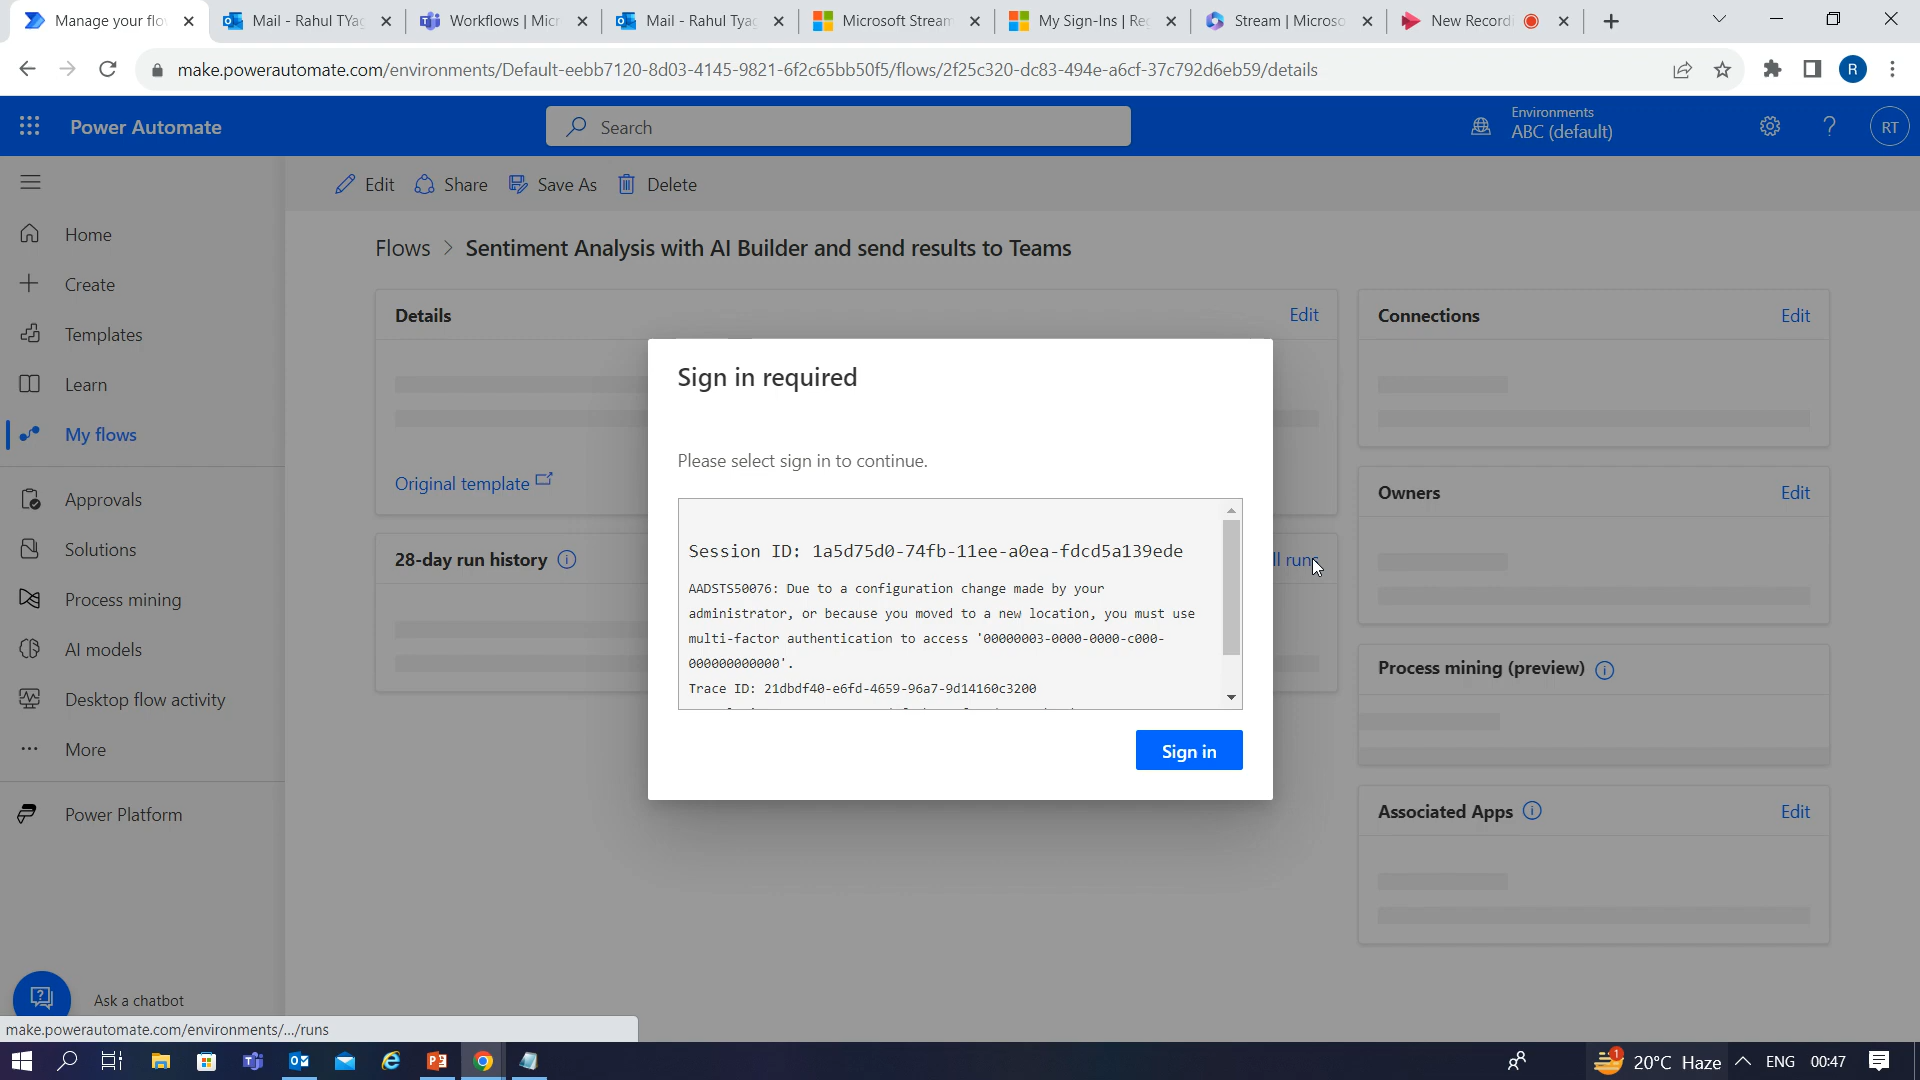 Manage your flo
Mail - Rahul TYag
Workflows | Micr
Mail - Rahul Tyag
Microsoft Stream
My Sign-Ins | Reg
Stream | Microso
New Recordi
make.powerautomate.com/environments/Default-eebb7120-8d03-4145-9821-6f2c65bb50f5/flows/2f25c320-dc83-494e-a6cf-37c792d6eb59/details
R
Power Automate
Search
Environments
ABC (default)
RT
Edit
Share
Save As
Delete
Home
Create
Templates
Learn
My flows
Approvals
Solutions
Process mining
AI models
Desktop flow activity
More
Power Platform
Ask a chatbot
Flows > Sentiment Analysis with AI Builder and send results to Teams
Details
Edit
Original template
28-day run history
ll runs
Connections
Edit
Owners
Edit
Process mining (preview)
Associated Apps
Edit
Sign in required
Please select sign in to continue.
Session ID: 1a5d75d0-74fb-11ee-a0ea-fdcd5a139ede
AADSTS50076: Due to a configuration change made by your
administrator, or because you moved to a new location, you must use
multi-factor authentication to access '00000003-0000-0000-c000-
000000000000'.
Trace ID: 21dbdf40-e6fd-4659-96a7-9d14160c3200
Sign in
make.powerautomate.com/environments/.../runs
1
20°C Haze
ENG
00:47